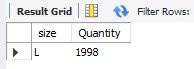 Result Grid Filter Rows:
size Quantity
L 1998